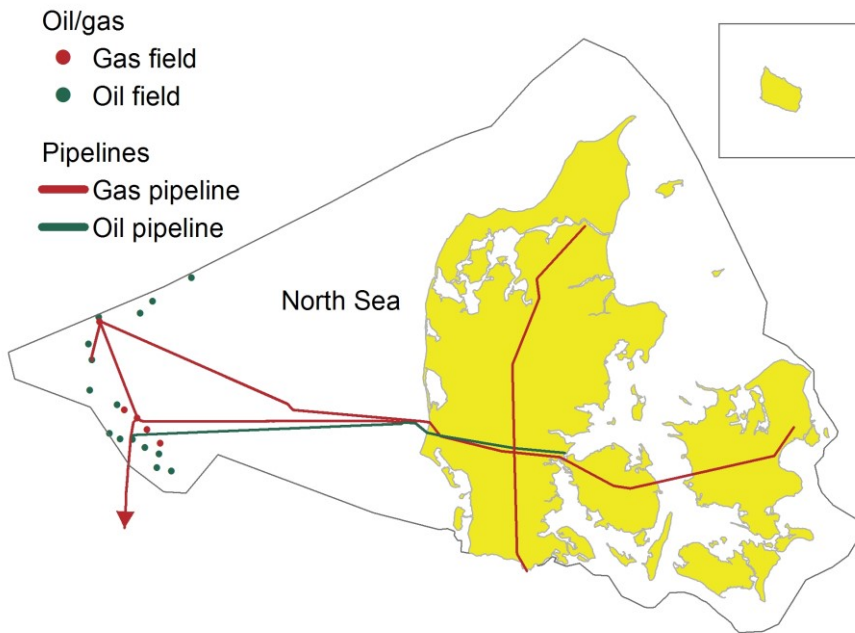 Oil/gas
Gas field
Oil field
Pipelines
Gas pipeline
Oil pipeline
North Sea